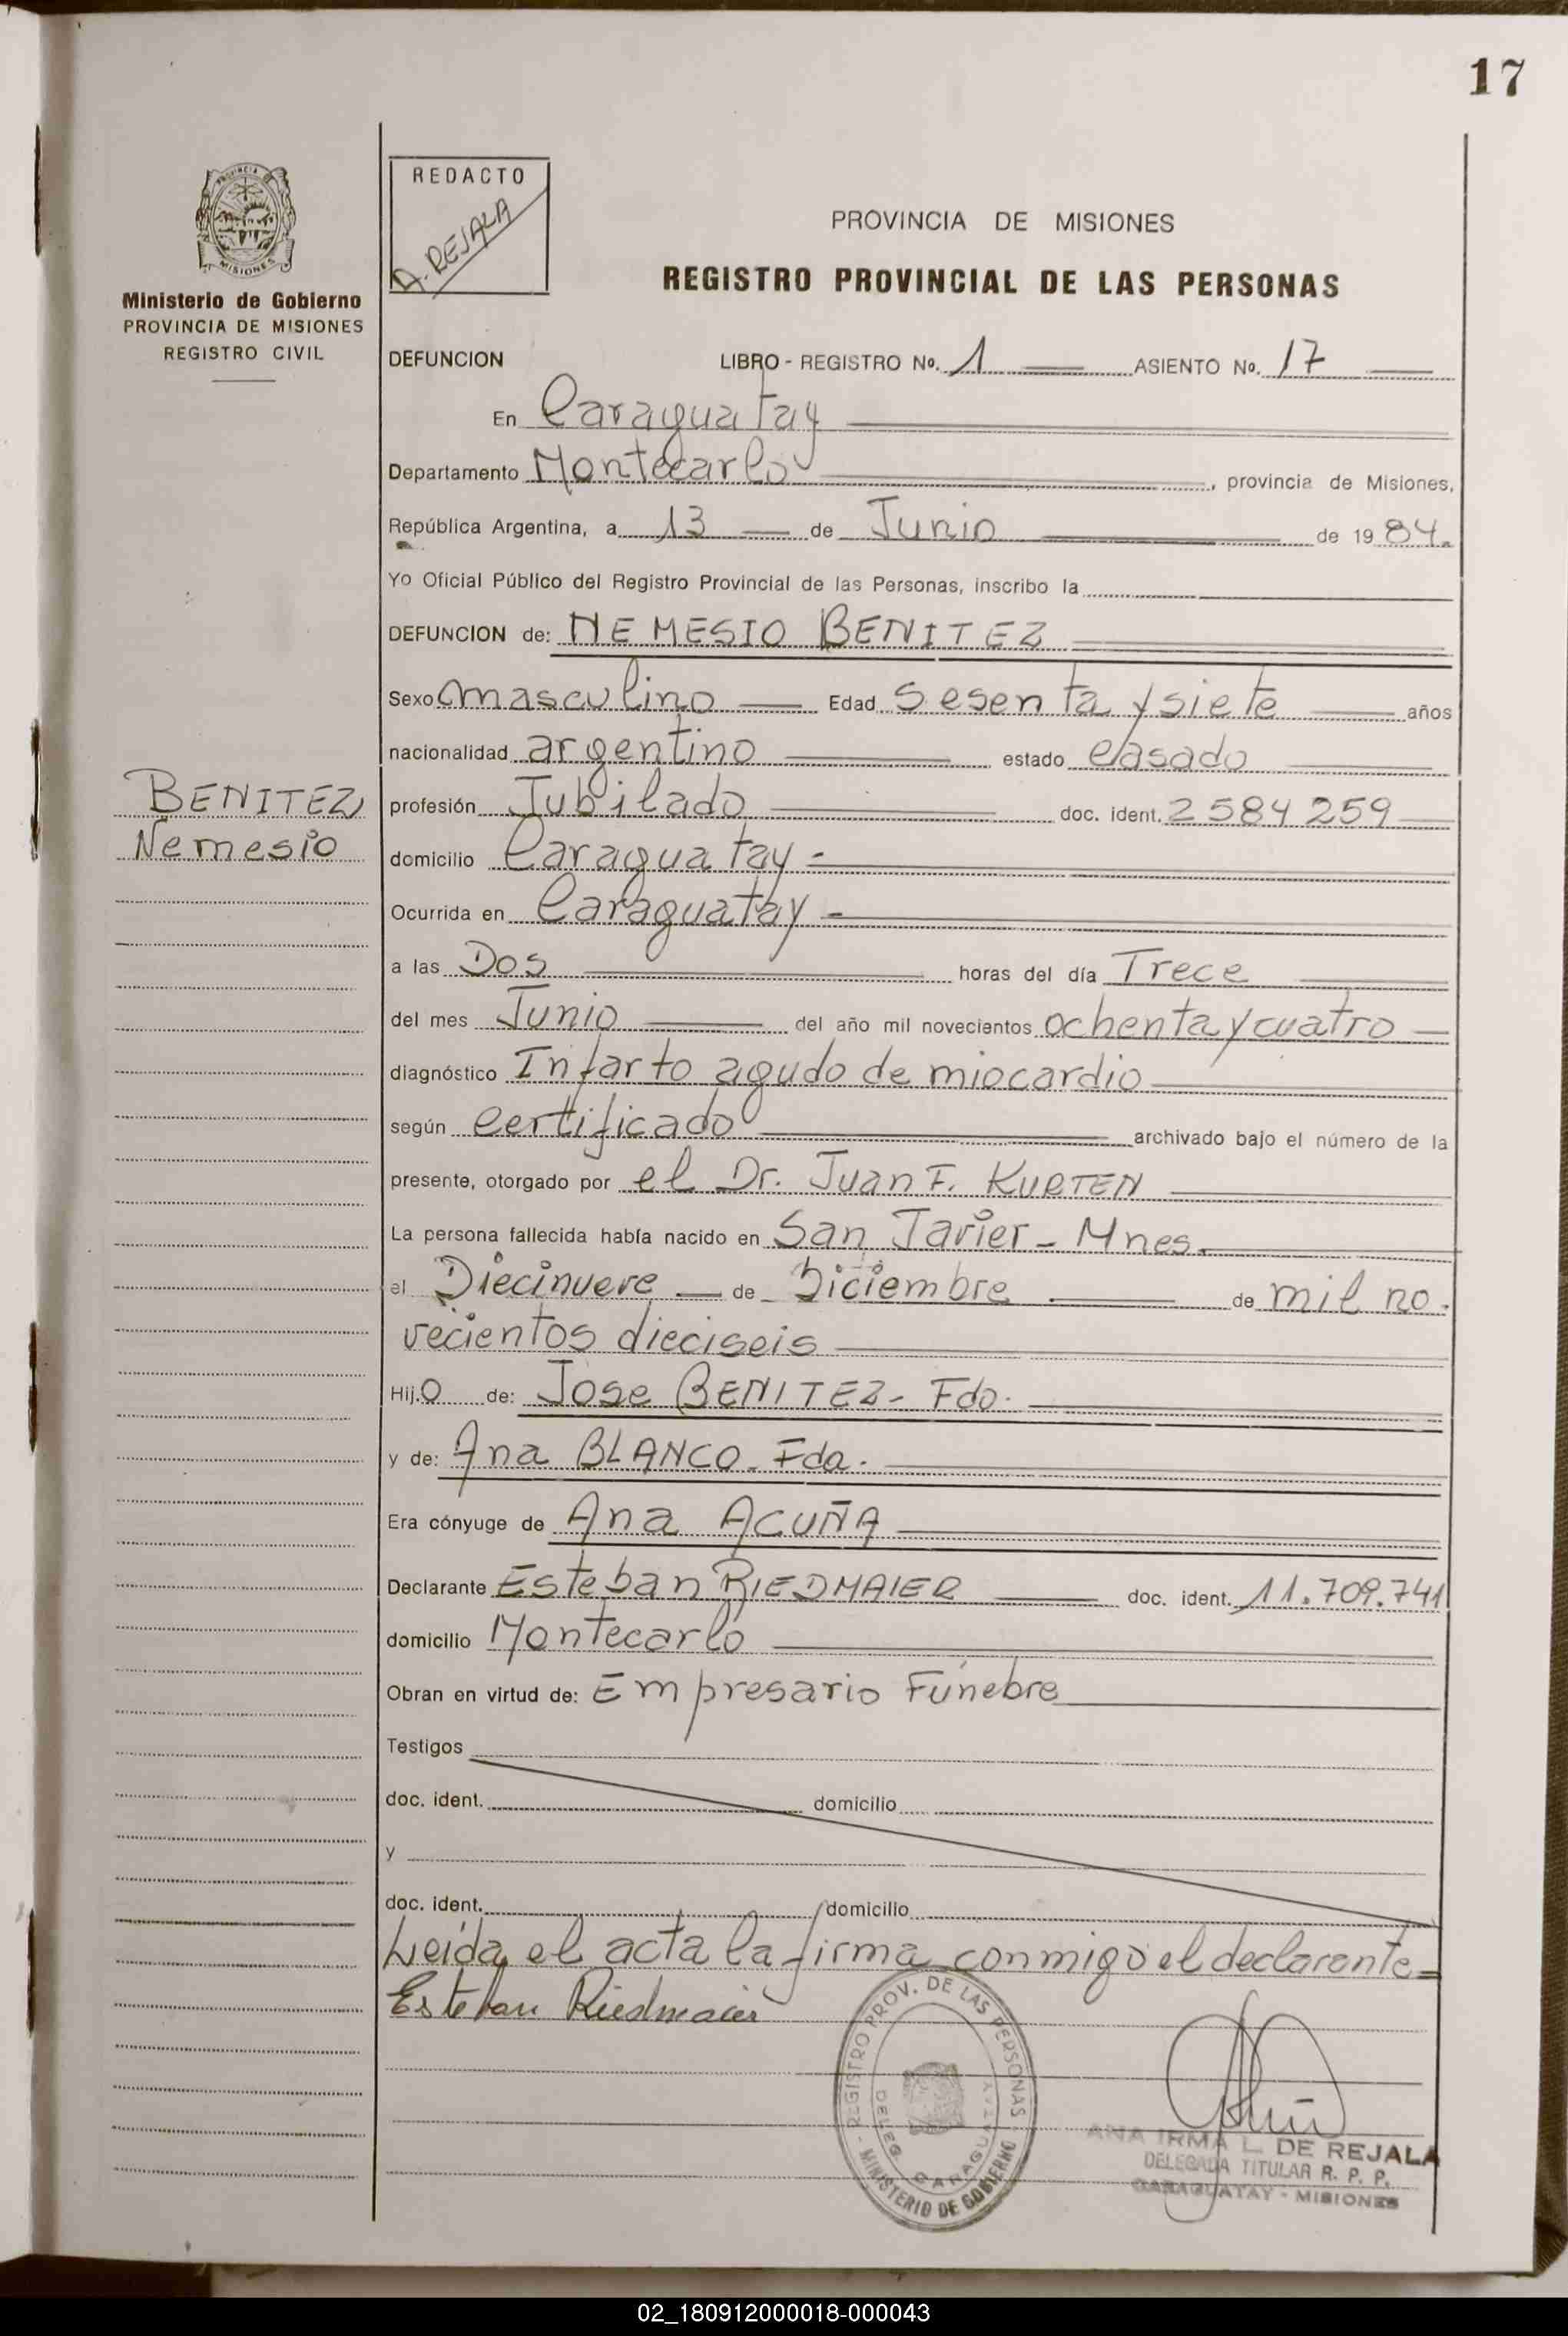 17
REDACTO
A. REJALA
PROVINCIA DE MISIONES
REGISTRO PROVINCIAL DE LAS PERSONAS
MISIONES
Ministerio de Gobierno
PROVINCIA DE MISIONES
REGISTRO CIVIL
DEFUNCION LIBRO - REGISTRO No. 1 ASIENTO No. 17
En Caraguatay
Departamento Montecarlo, provincia de Misiones,
República Argentina, a 13 de Junio de 1984.
Yo Oficial Público del Registro Provincial de las Personas, inscribo la
DEFUNCION de: NEMESIO BENITEZ
Sexo masculino Edad Sesenta y siete años
nacionalidad argentino estado casado
BENITEZ
Nemesio
profesión Jubilado doc. ident. 2584259
domicilio Caraguatay -
Ocurrida en Caraguatay -
a las Dos horas del día Trece
del mes Junio del año mil novecientos ochenta y cuatro
diagnóstico Infarto agudo de miocardio
según certificado archivado bajo el número de la
presente, otorgado por el Dr. Juan F. KURTEN
La persona fallecida había nacido en San Javier - Mnes.
el Diecinueve de Diciembre de mil no-
vecientos dieciseis
Hijo de: Jose BENITEZ - Fdo.
y de: Ana BLANCO - Fda.
Era cónyuge de Ana ACUÑA
Declarante Esteban RIEDMAIER doc. ident. 11.709.741
domicilio Montecarlo
Obran en virtud de: Empresario Fúnebre
Testigos
doc. ident. domicilio
y
doc. ident. domicilio
Leída el acta la firma conmigo el declarante =
Esteban Riedmaier
REGISTRO PROV. DE LAS PERSONAS - MINISTERIO DE GOBIERNO -
DELEG. CARAGUATAY
ANA IRMA L. DE REJALA
DELEGADA TITULAR R. P. P.
CARAGUATAY - MISIONES
02_180912000018-000043